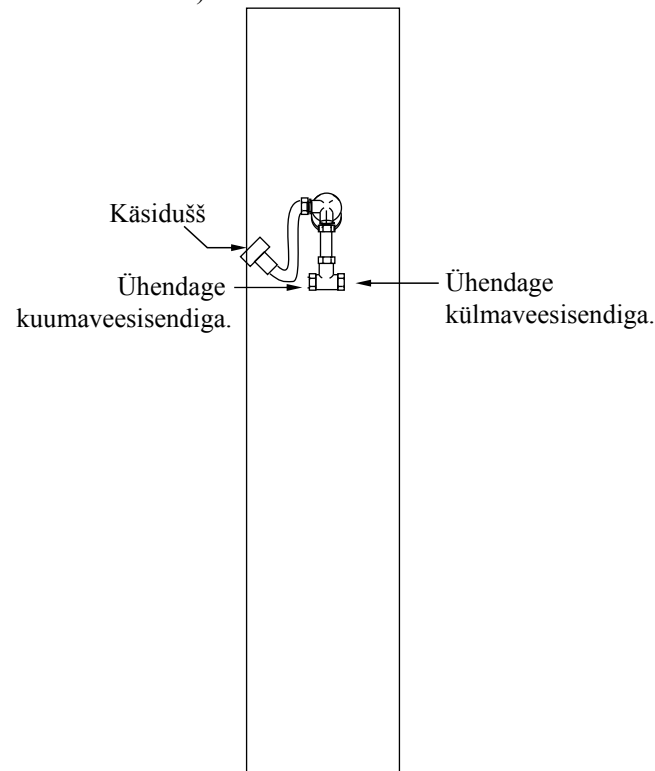 )
Käsidušš
Ühendage
kuumaveesisendiga.
Ühendage
külmaveesisendiga.